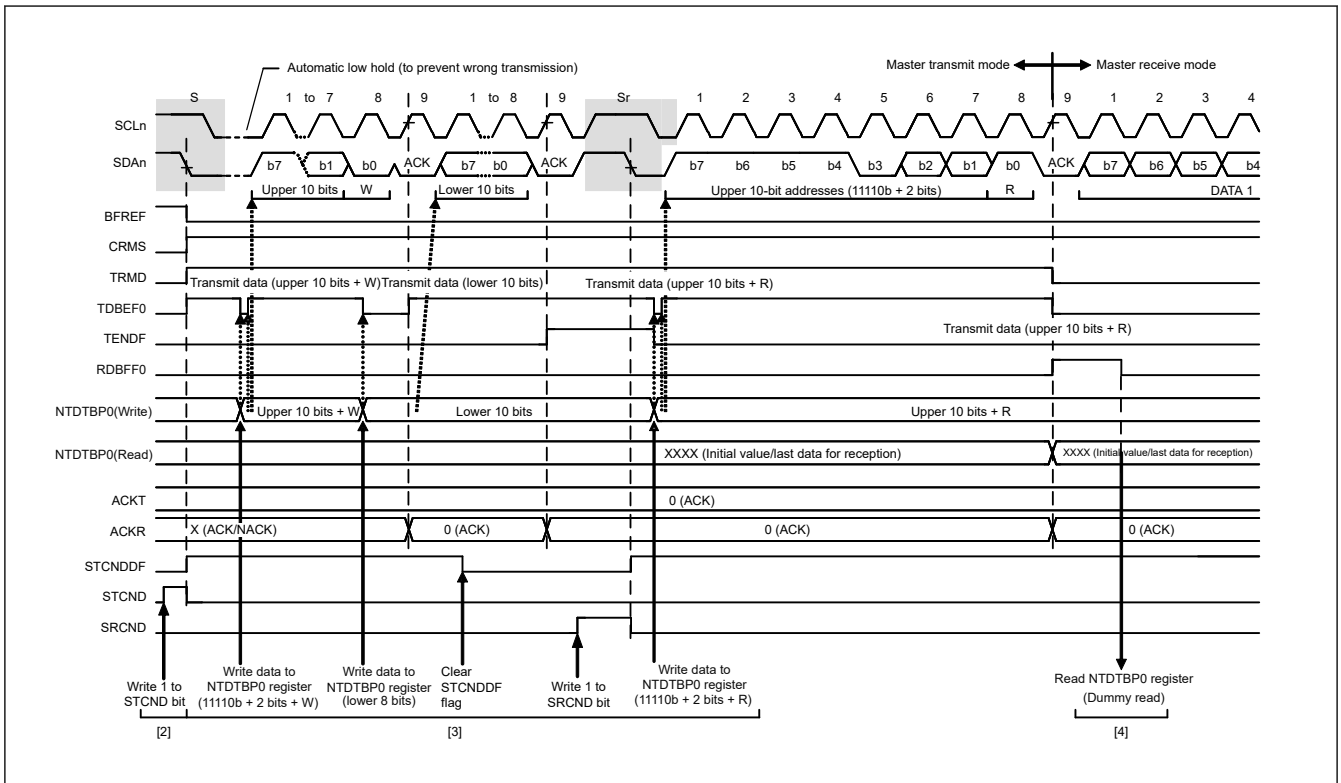 Automatic low hold (to prevent wrong transmission)
Master transmit mode Master receive mode
S 1 to 7 8 9 1 to 8 9 Sr 1 2 3 4 5 6 7 8 9 1 2 3 4
SCLn
SDAn b7 b1 b0 ACK b7 b0 ACK b7 b6 b5 b4 b3 b2 b1 b0 ACK b7 b6 b5 b4
Upper 10 bits W Lower 10 bits Upper 10-bit addresses (11110b + 2 bits) R DATA 1
BFREF
CRMS
TRMD
Transmit data (upper 10 bits + W) Transmit data (lower 10 bits) Transmit data (upper 10 bits + R)
TDBEF0
TENDF Transmit data (upper 10 bits + R)
RDBFF0
NTDTBP0(Write) Upper 10 bits + W Lower 10 bits Upper 10 bits + R
NTDTBP0(Read) XXXX (Initial value/last data for reception) XXXX (Initial value/last data for reception)
ACKT 0 (ACK)
ACKR X (ACK/NACK) 0 (ACK) 0 (ACK) 0 (ACK)
STCNDDF
STCND
SRCND
Write 1 to
STCND bit
Write data to
NTDTBP0 register
(11110b + 2 bits + W)
Write data to
NTDTBP0 register
(lower 8 bits)
Clear
STCNDDF
flag
Write 1 to
SRCND bit
Write data to
NTDTBP0 register
(11110b + 2 bits + R)
Read NTDTBP0 register
(Dummy read)
[2] [3] [4]